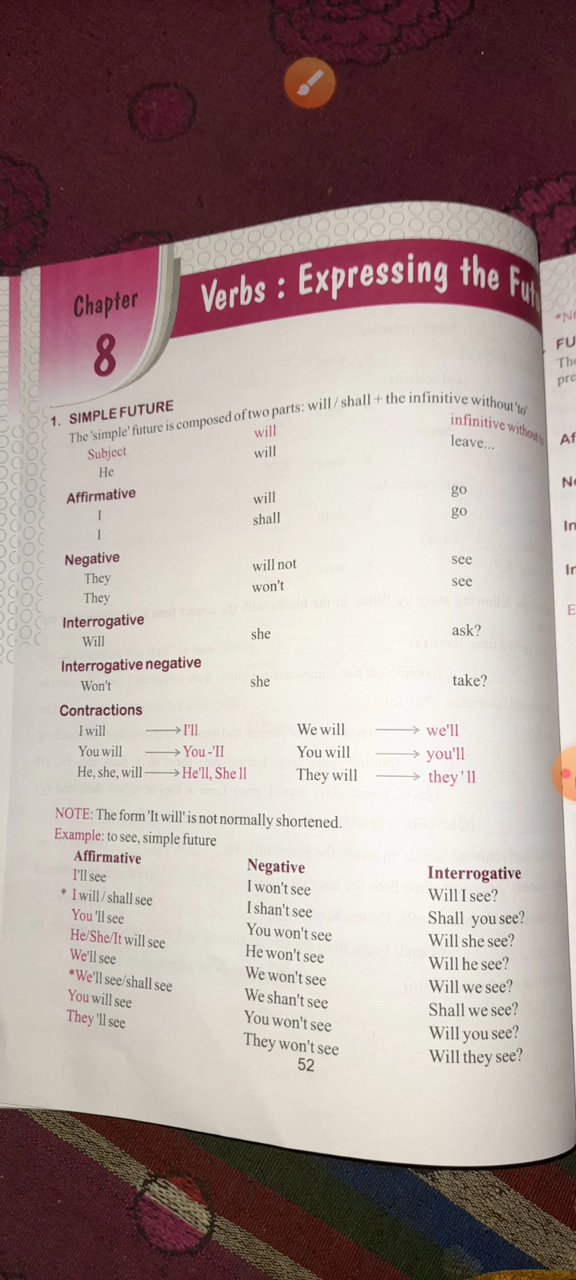 Chapter
8
Verbs : Expressing the Fut
1. SIMPLE FUTURE
The 'simple' future is composed of two parts: will / shall + the infinitive without 'to'
Subject will infinitive without
He will leave...
Affirmative
I will go
I shall go
Negative
They will not see
They won't see
Interrogative
Will she ask?
Interrogative negative
Won't she take?
Contractions
I will → I'll We will → we'll
You will → You -'II You will → you'll
He, she, will → He'll, She ll They will → they'll
NOTE: The form 'It will' is not normally shortened.
Example: to see, simple future
Affirmative Negative Interrogative
I'll see I won't see Will I see?
* I will / shall see I shan't see Shall you see?
You 'll see You won't see Will she see?
He/She/It will see He won't see Will he see?
We'll see We won't see Will we see?
*We'll see/shall see We shan't see Shall we see?
You will see You won't see Will you see?
They 'll see They won't see Will they see?
52
FU
Th
pre
Af
In
E